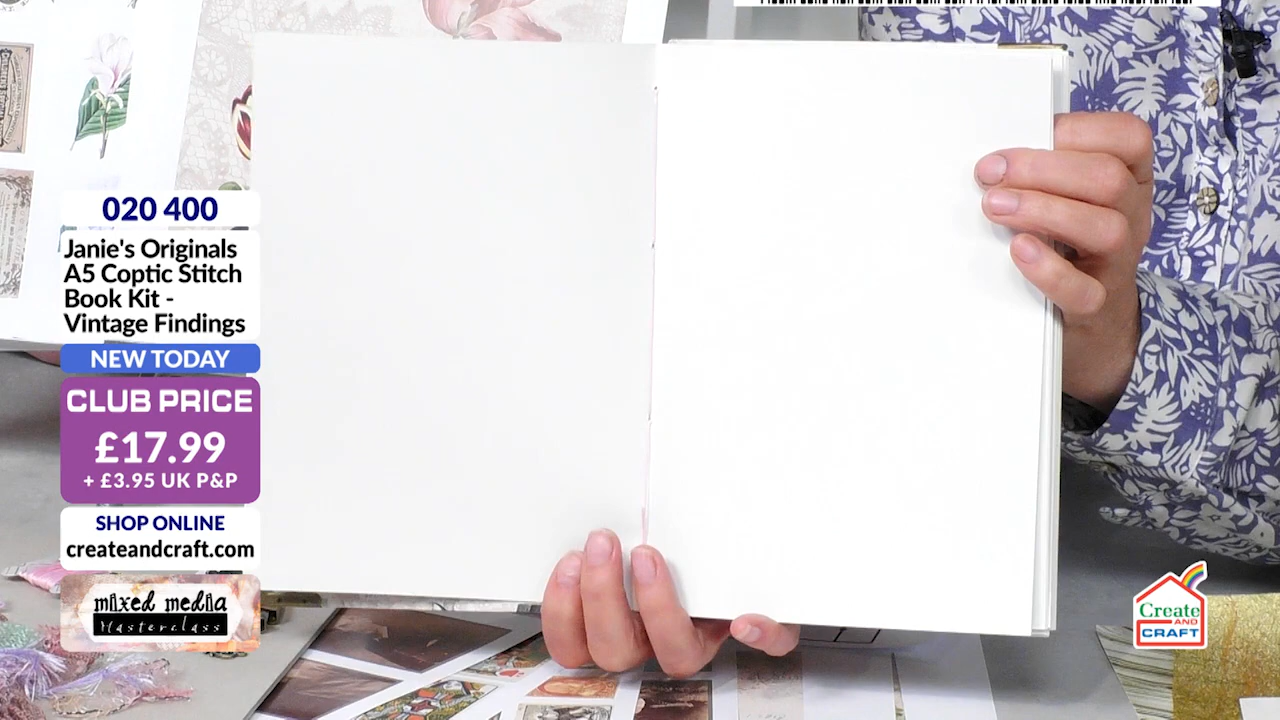 020 400
Janie's Originals
A5 Coptic Stitch
Book Kit -
Vintage Findings
NEW TODAY
CLUB PRICE
£17.99
+ £3.95 UK P&P
SHOP ONLINE
createandcraft.com
mixed media
Masterclass
Create
AND
CRAFT